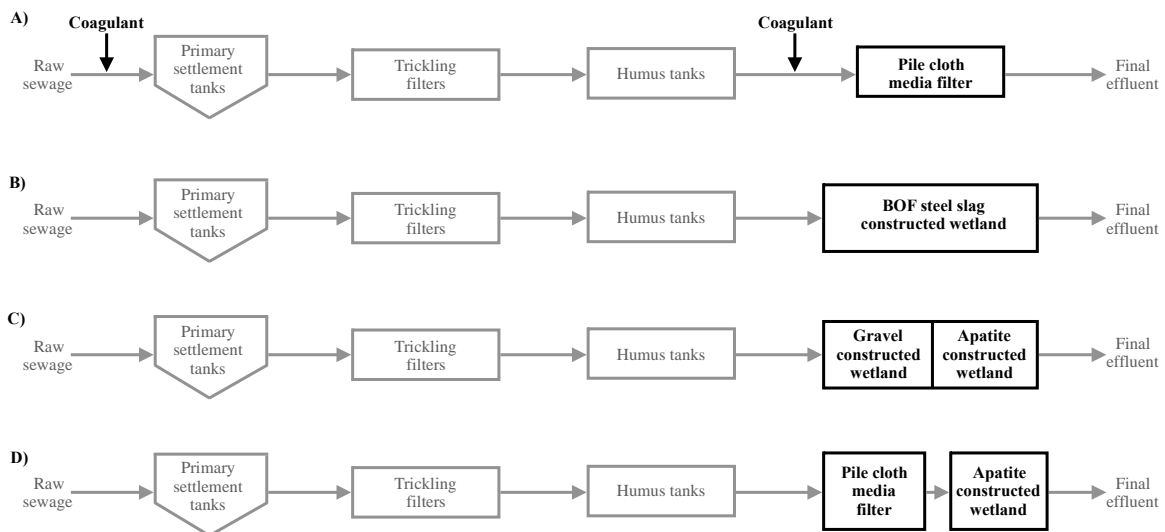 A)
Coagulant
Coagulant
Raw
sewage
Primary
settlement
tanks
Trickling
filters
Humus tanks
Pile cloth
media filter
Final
effluent
B)
Raw
sewage
Primary
settlement
tanks
Trickling
filters
Humus tanks
BOF steel slag
constructed wetland
Final
effluent
C)
Raw
sewage
Primary
settlement
tanks
Trickling
filters
Humus tanks
Gravel
constructed
wetland
Apatite
constructed
wetland
Final
effluent
D)
Raw
sewage
Primary
settlement
tanks
Trickling
filters
Humus tanks
Pile cloth
media
filter
Apatite
constructed
wetland
Final
effluent